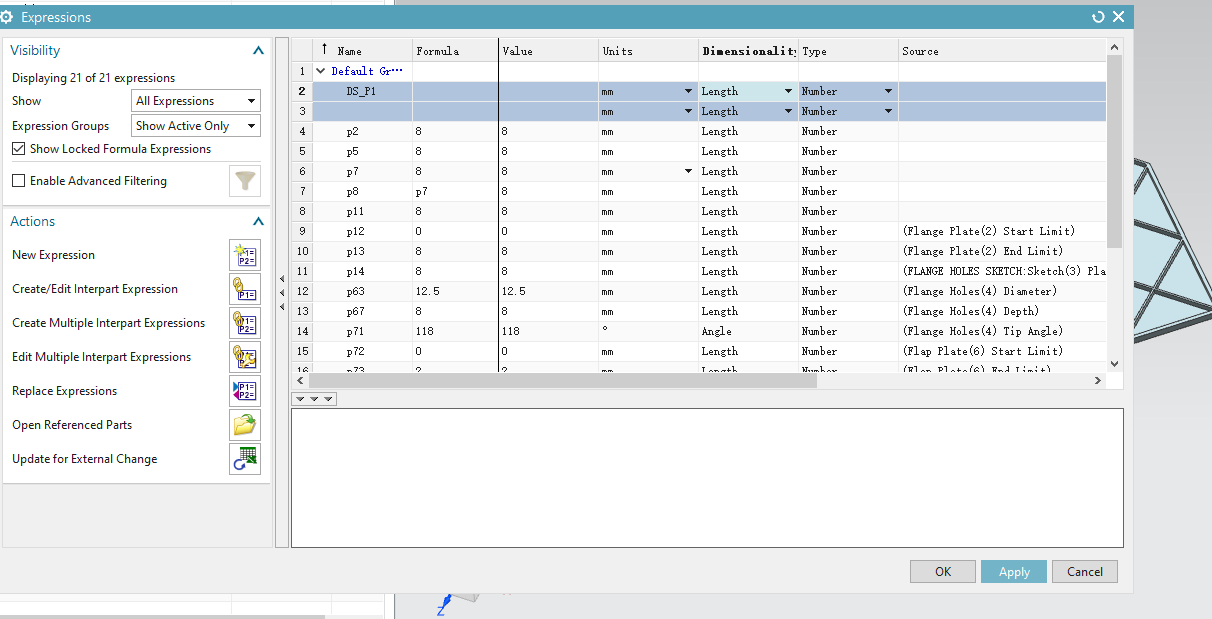 Expressions
Visibility
Displaying 21 of 21 expressions
Show All Expressions
Expression Groups Show Active Only
Show Locked Formula Expressions
Enable Advanced Filtering
Actions
New Expression
Create/Edit Interpart Expression
Create Multiple Interpart Expressions
Edit Multiple Interpart Expressions
Replace Expressions
Open Referenced Parts
Update for External Change
↑ Name Formula Value Units Dimensionality Type Source
1 Default Gr···
2 DS_P1 mm Length Number
3 mm Length Number
4 p2 8 8 mm Length Number
5 p5 8 8 mm Length Number
6 p7 8 8 mm Length Number
7 p8 p7 8 mm Length Number
8 p11 8 8 mm Length Number
9 p12 0 0 mm Length Number (Flange Plate(2) Start Limit)
10 p13 8 8 mm Length Number (Flange Plate(2) End Limit)
11 p14 8 8 mm Length Number (FLANGE HOLES SKETCH:Sketch(3) Pla
12 p63 12.5 12.5 mm Length Number (Flange Holes(4) Diameter)
13 p67 8 8 mm Length Number (Flange Holes(4) Depth)
14 p71 118 118 ° Angle Number (Flange Holes(4) Tip Angle)
15 p72 0 0 mm Length Number (Flap Plate(6) Start Limit)
16 p73 2 2 mm Length Number (Flap Plate(6) End Limit)
OK Apply Cancel
Z